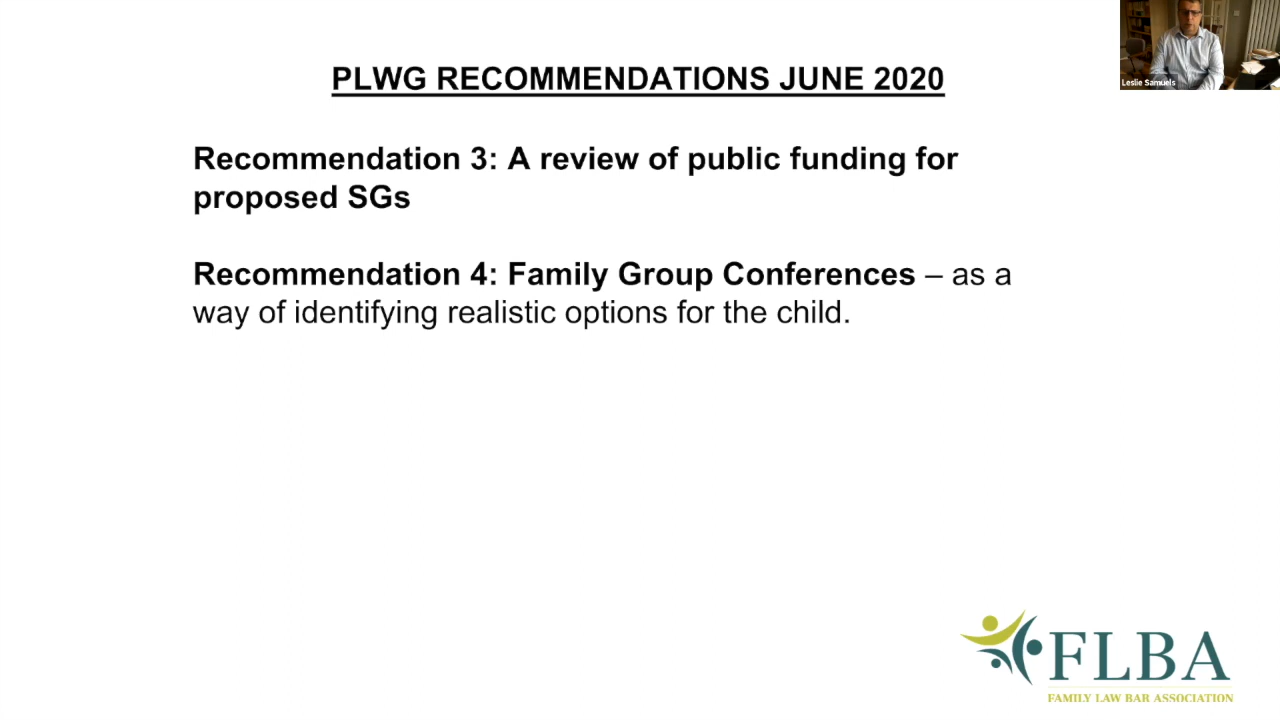 Leslie Samuels
PLWG RECOMMENDATIONS JUNE 2020
Recommendation 3: A review of public funding for
proposed SGs
Recommendation 4: Family Group Conferences – as a
way of identifying realistic options for the child.
FLBA
FAMILY LAW BAR ASSOCIATION